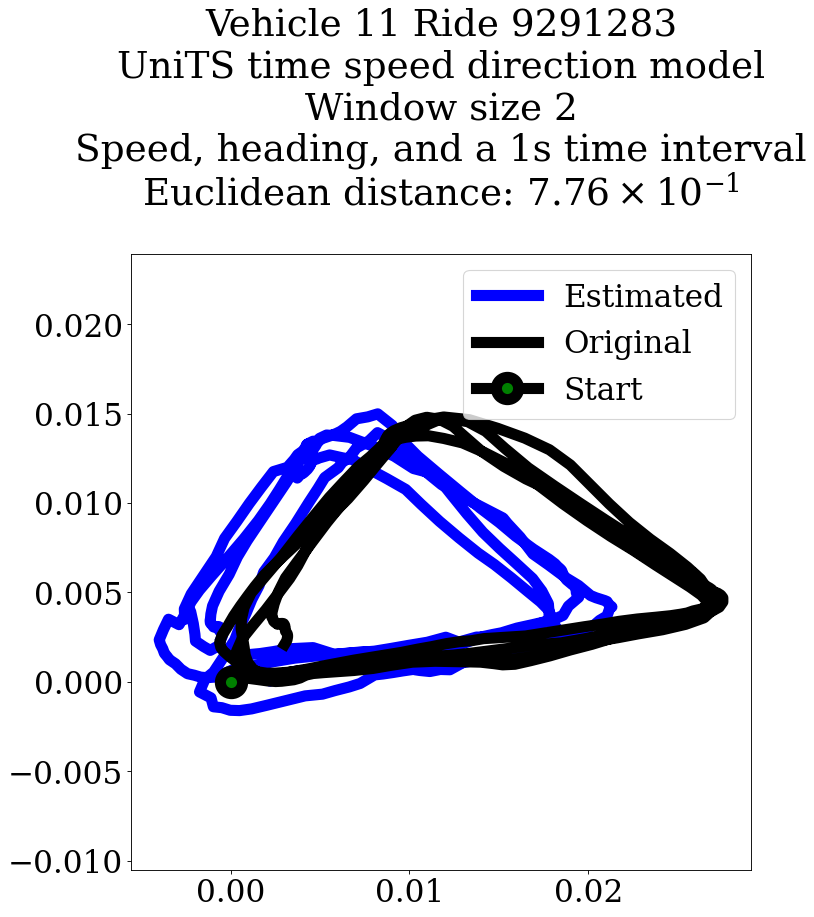 Vehicle 11 Ride 9291283
UniTS time speed direction model
Window size 2
Speed, heading, and a 1s time interval
Euclidean distance: 7.76 × 10⁻¹
Estimated
Original
Start
0.020
0.015
0.010
0.005
0.000
−0.005
−0.010
0.00 0.01 0.02